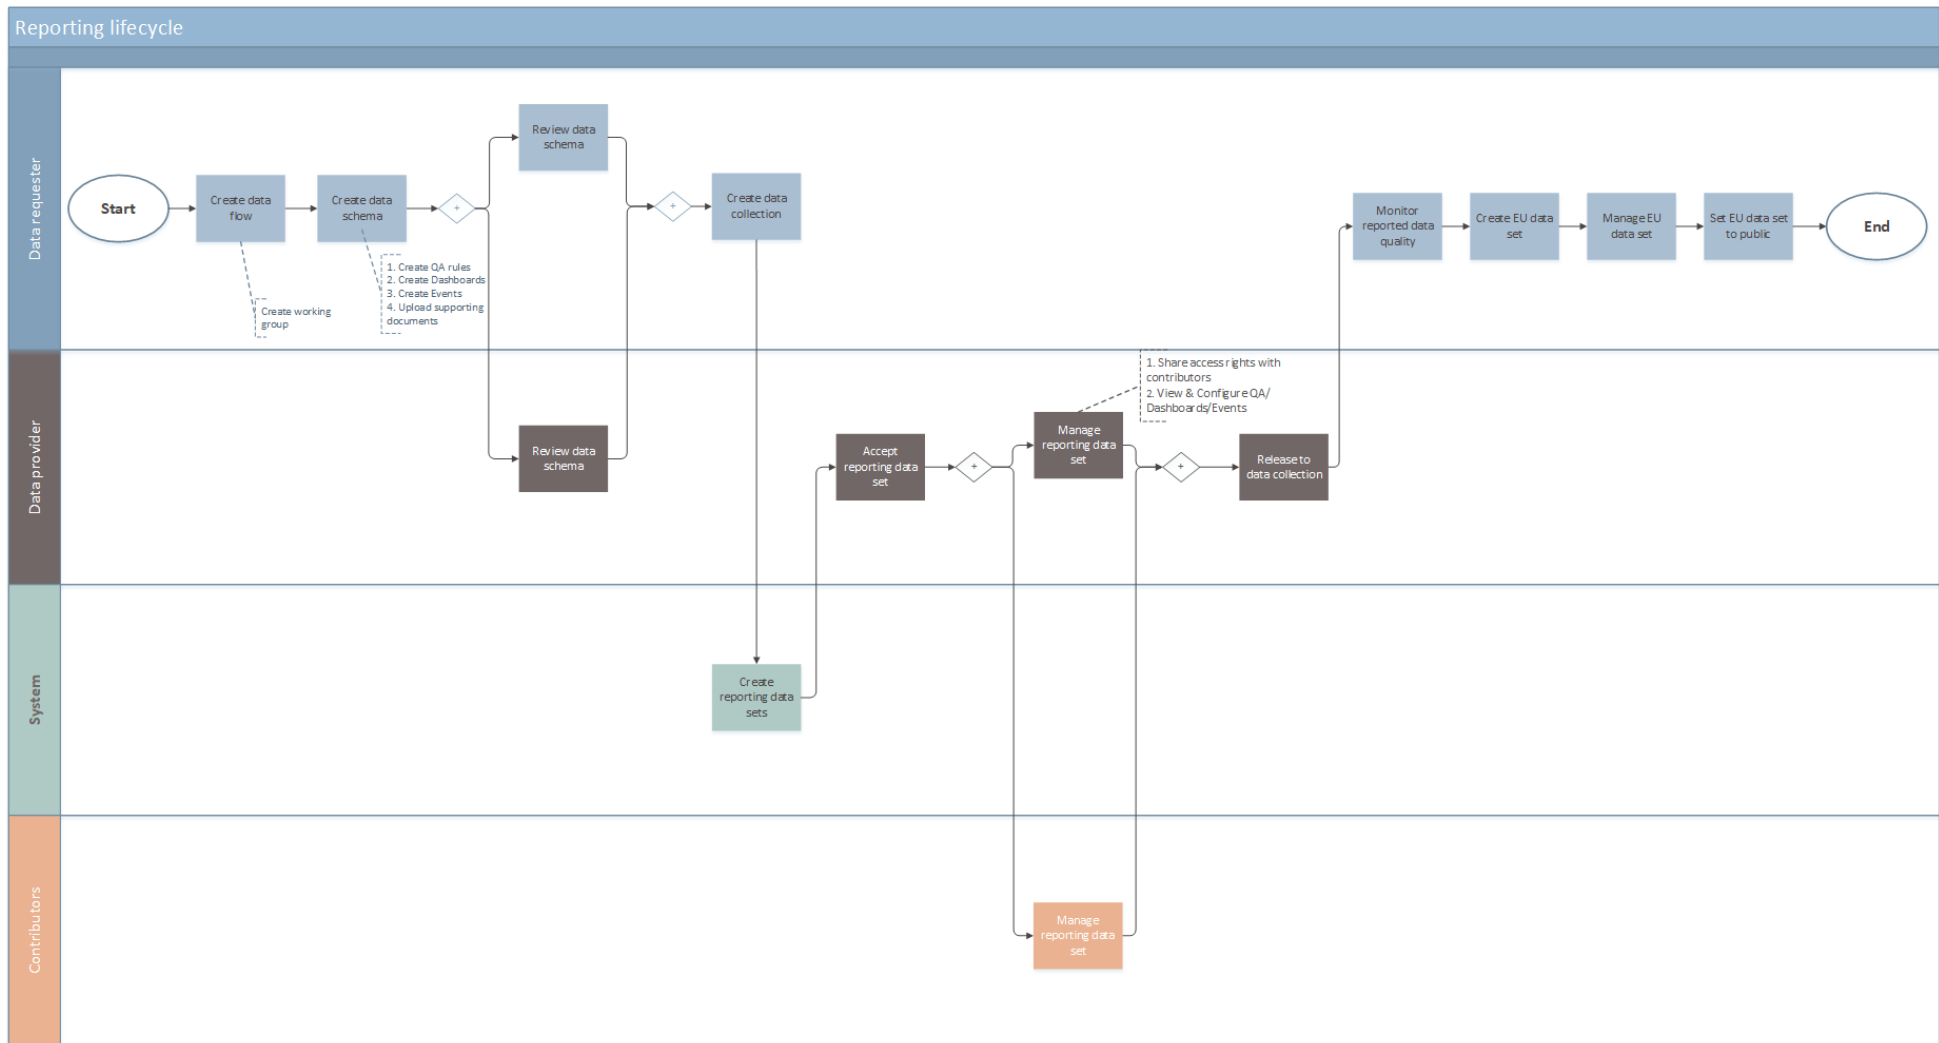 Reporting lifecycle
Data requester
Start
Create data
flow
Create data
schema
+
Review data
schema
+
Create data
collection
Create working
group
1. Create QA rules
2. Create Dashboards
3. Create Events
4. Upload supporting
documents
Monitor
reported data
quality
Create EU data
set
Manage EU
data set
Set EU data set
to public
End
Data provider
Review data
schema
Accept
reporting data
set
+
Manage
reporting data
set
1. Share access rights with
contributors
2. View & Configure QA/
Dashboards/Events
+
Release to
data collection
System
Create
reporting data
sets
Contributors
Manage
reporting data
set